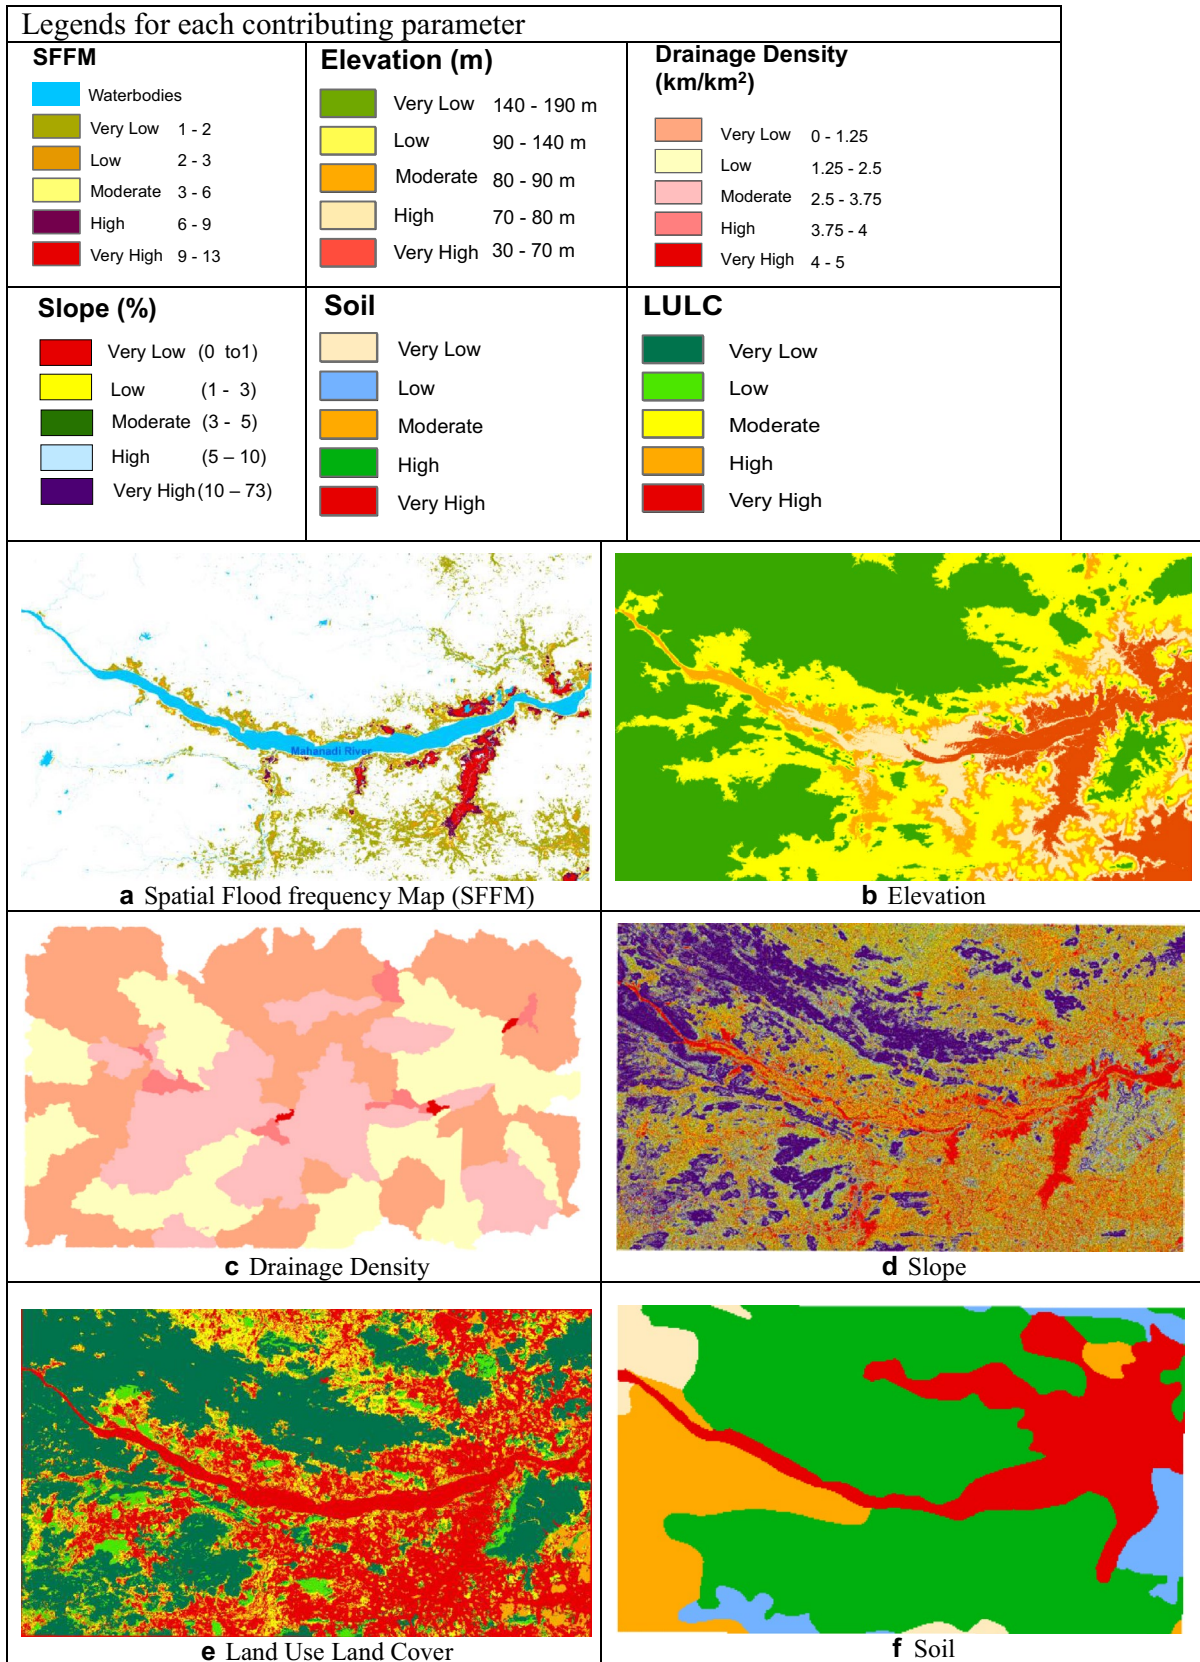 Legends for each contributing parameter
SFFM
Waterbodies
Very Low 1 - 2
Low 2 - 3
Moderate 3 - 6
High 6 - 9
Very High 9 - 13
Elevation (m)
Very Low 140 - 190 m
Low 90 - 140 m
Moderate 80 - 90 m
High 70 - 80 m
Very High 30 - 70 m
Drainage Density
(km/km²)
Very Low 0 - 1.25
Low 1.25 - 2.5
Moderate 2.5 - 3.75
High 3.75 - 4
Very High 4 - 5
Slope (%)
Very Low (0 to1)
Low (1 - 3)
Moderate (3 - 5)
High (5 – 10)
Very High (10 – 73)
Soil
Very Low
Low
Moderate
High
Very High
LULC
Very Low
Low
Moderate
High
Very High
Mahanadi River
a Spatial Flood frequency Map (SFFM)
b Elevation
c Drainage Density
d Slope
e Land Use Land Cover
f Soil